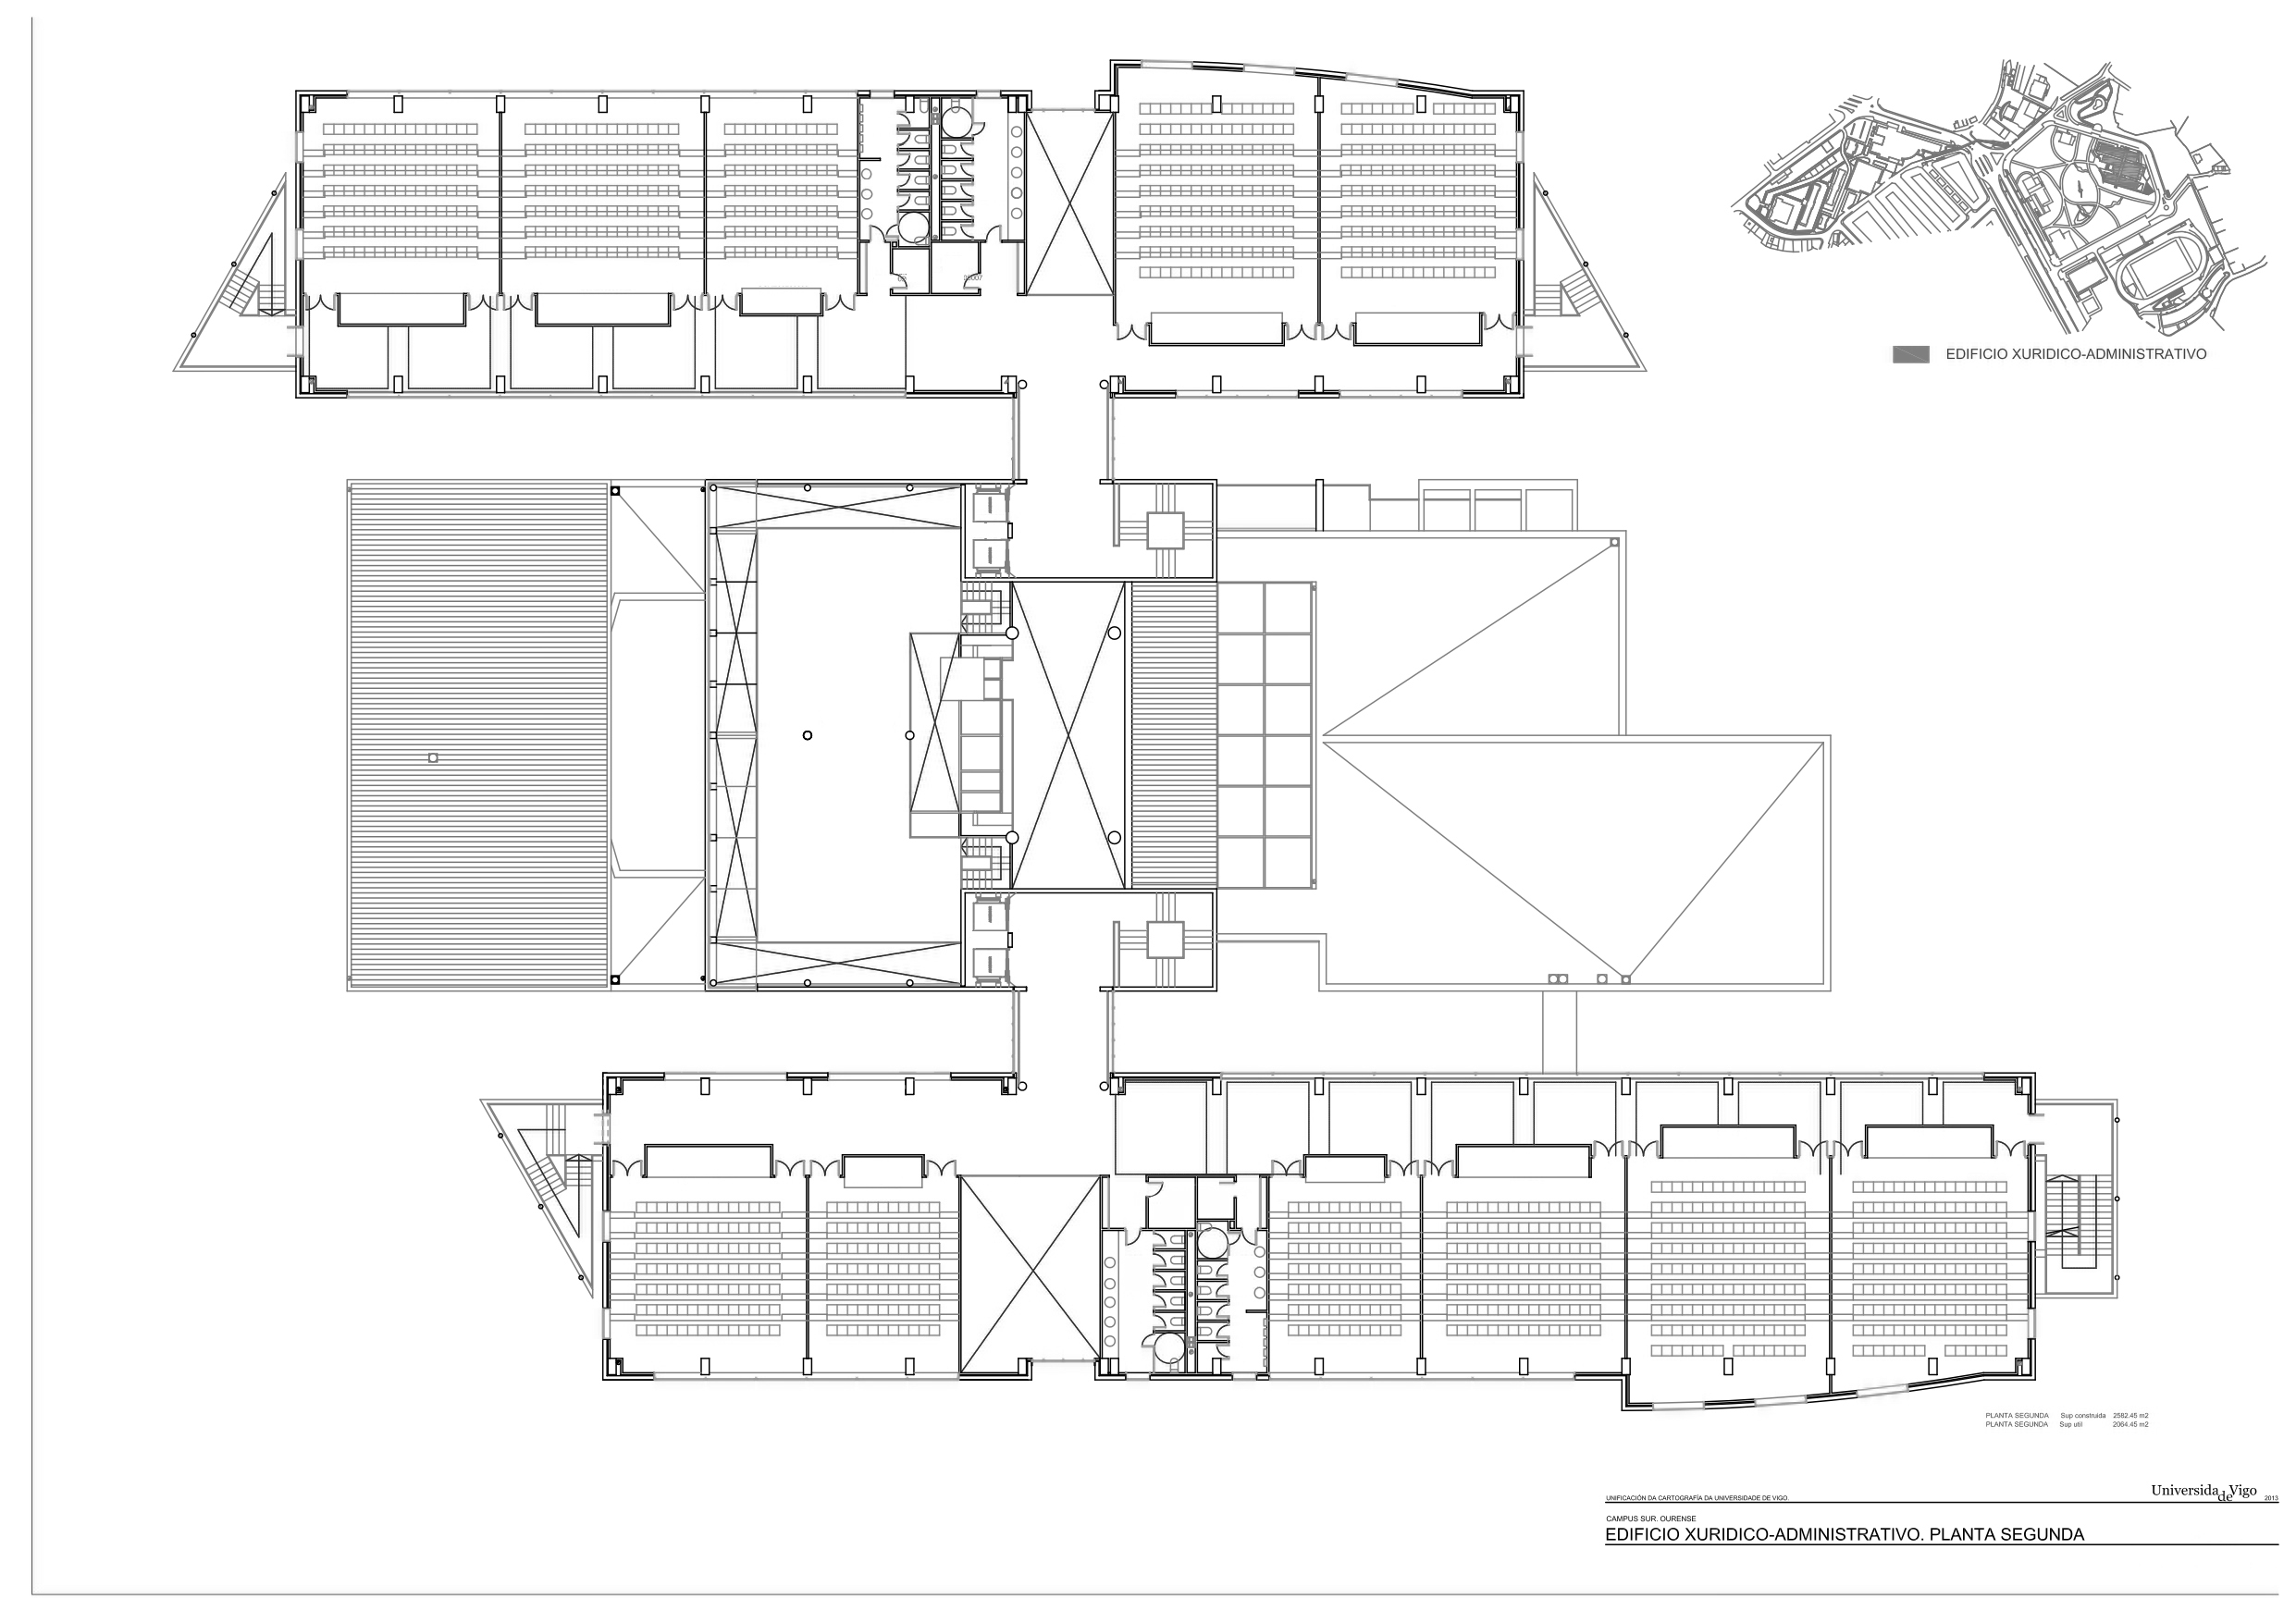 EDIFICIO XURIDICO-ADMINISTRATIVO
PLANTA SEGUNDA Sup construida 2582.45 m2
PLANTA SEGUNDA Sup util 2064.45 m2
UNIFICACIÓN DA CARTOGRAFÍA DA UNIVERSIDADE DE VIGO.
Universidade Vigo
2013
CAMPUS SUR. OURENSE
EDIFICIO XURIDICO-ADMINISTRATIVO. PLANTA SEGUNDA